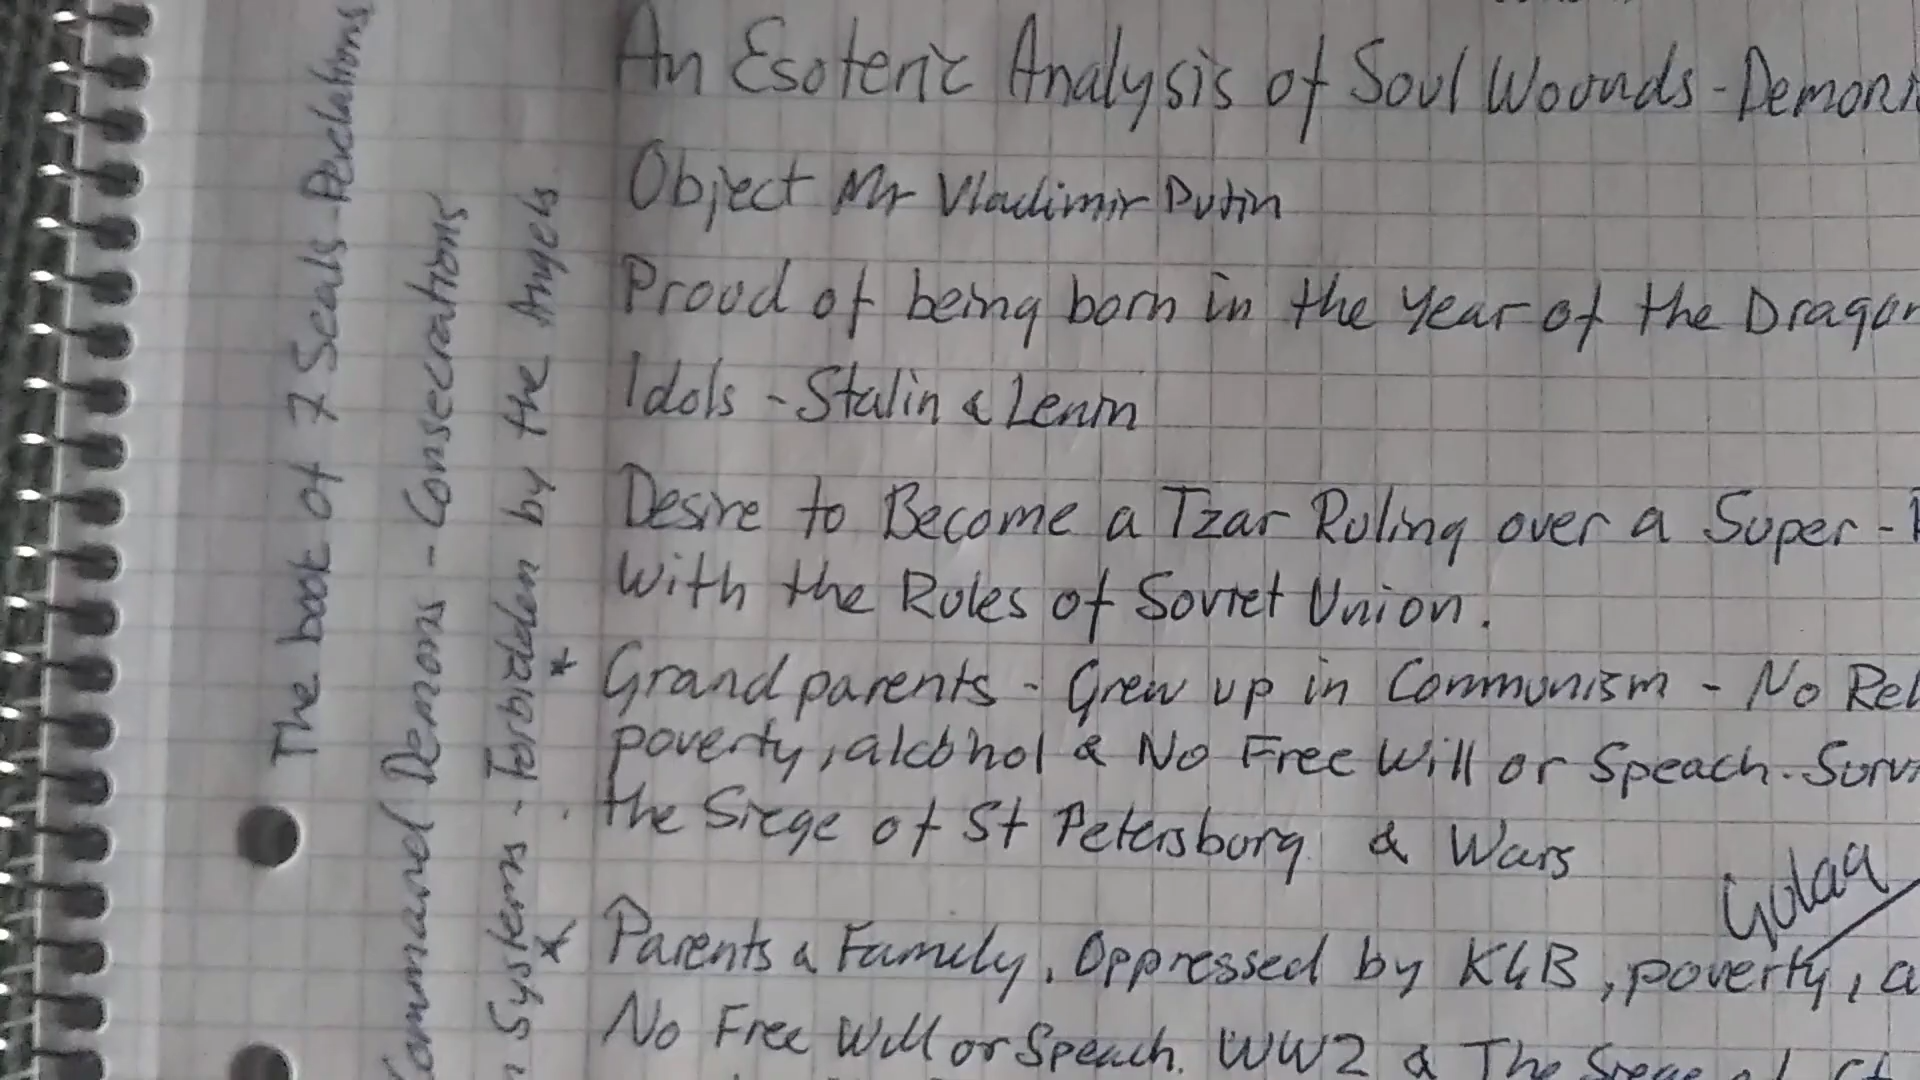 An Esoteric Analysis of Soul Wounds - Demoni
Object Mr Vladimir Putin
Proud of being born in the Year of the Dragon
Idols - Stalin & Lenin
Desire to Become a Tzar Ruling over a Super -
With the Rules of Soviet Union.
* Grandparents - Grew up in Communism - No Rel
poverty, alcohol & No Free Will or Speach. Surv
the Siege of St Petersburg & Wars
Gulag
* Parents & Family, Oppressed by KGB, poverty, a
No Free Will or Speach. WW2 & The Siege of St
The book of 7 Seals -
Command Demons - Consecrations
Systems - Forbidden by the Angels